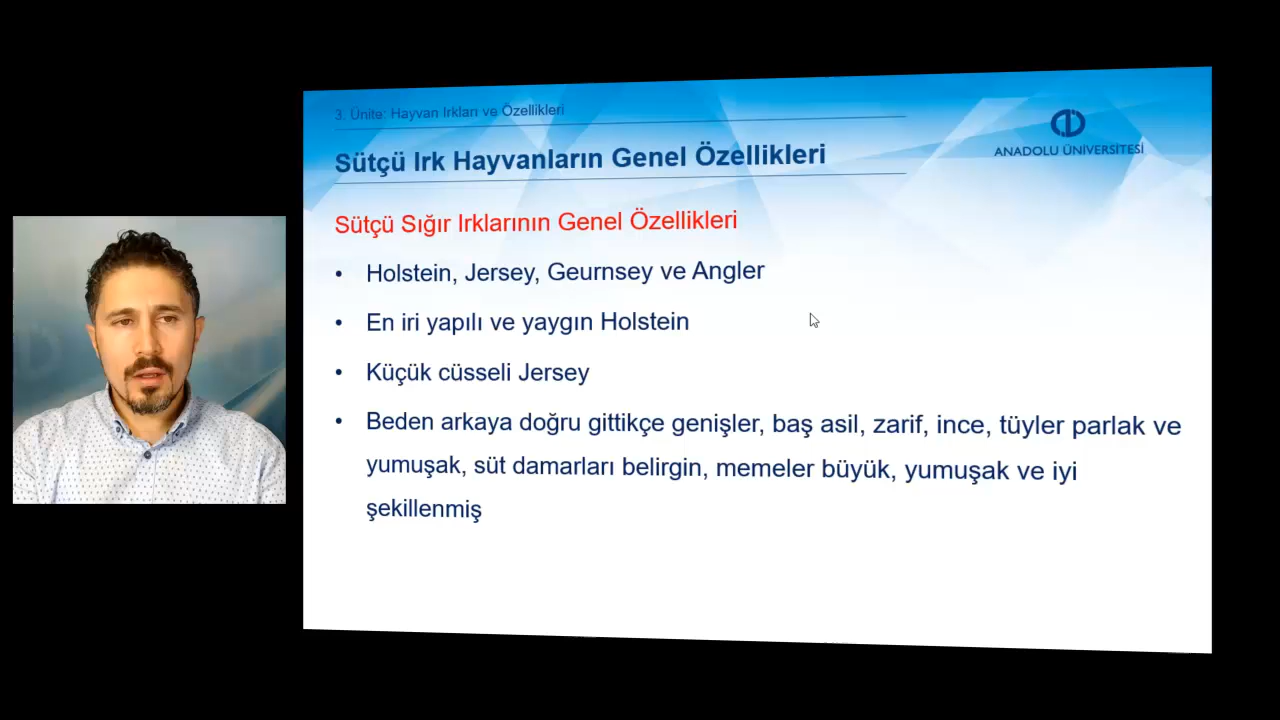 3. Ünite: Hayvan Irkları ve Özellikleri
Sütçü Irk Hayvanların Genel Özellikleri
ANADOLU ÜNİVERSİTESİ
Sütçü Sığır Irklarının Genel Özellikleri
• Holstein, Jersey, Geurnsey ve Angler
• En iri yapılı ve yaygın Holstein
• Küçük cüsseli Jersey
• Beden arkaya doğru gittikçe genişler, baş asil, zarif, ince, tüyler parlak ve
yumuşak, süt damarları belirgin, memeler büyük, yumuşak ve iyi
şekillenmiş